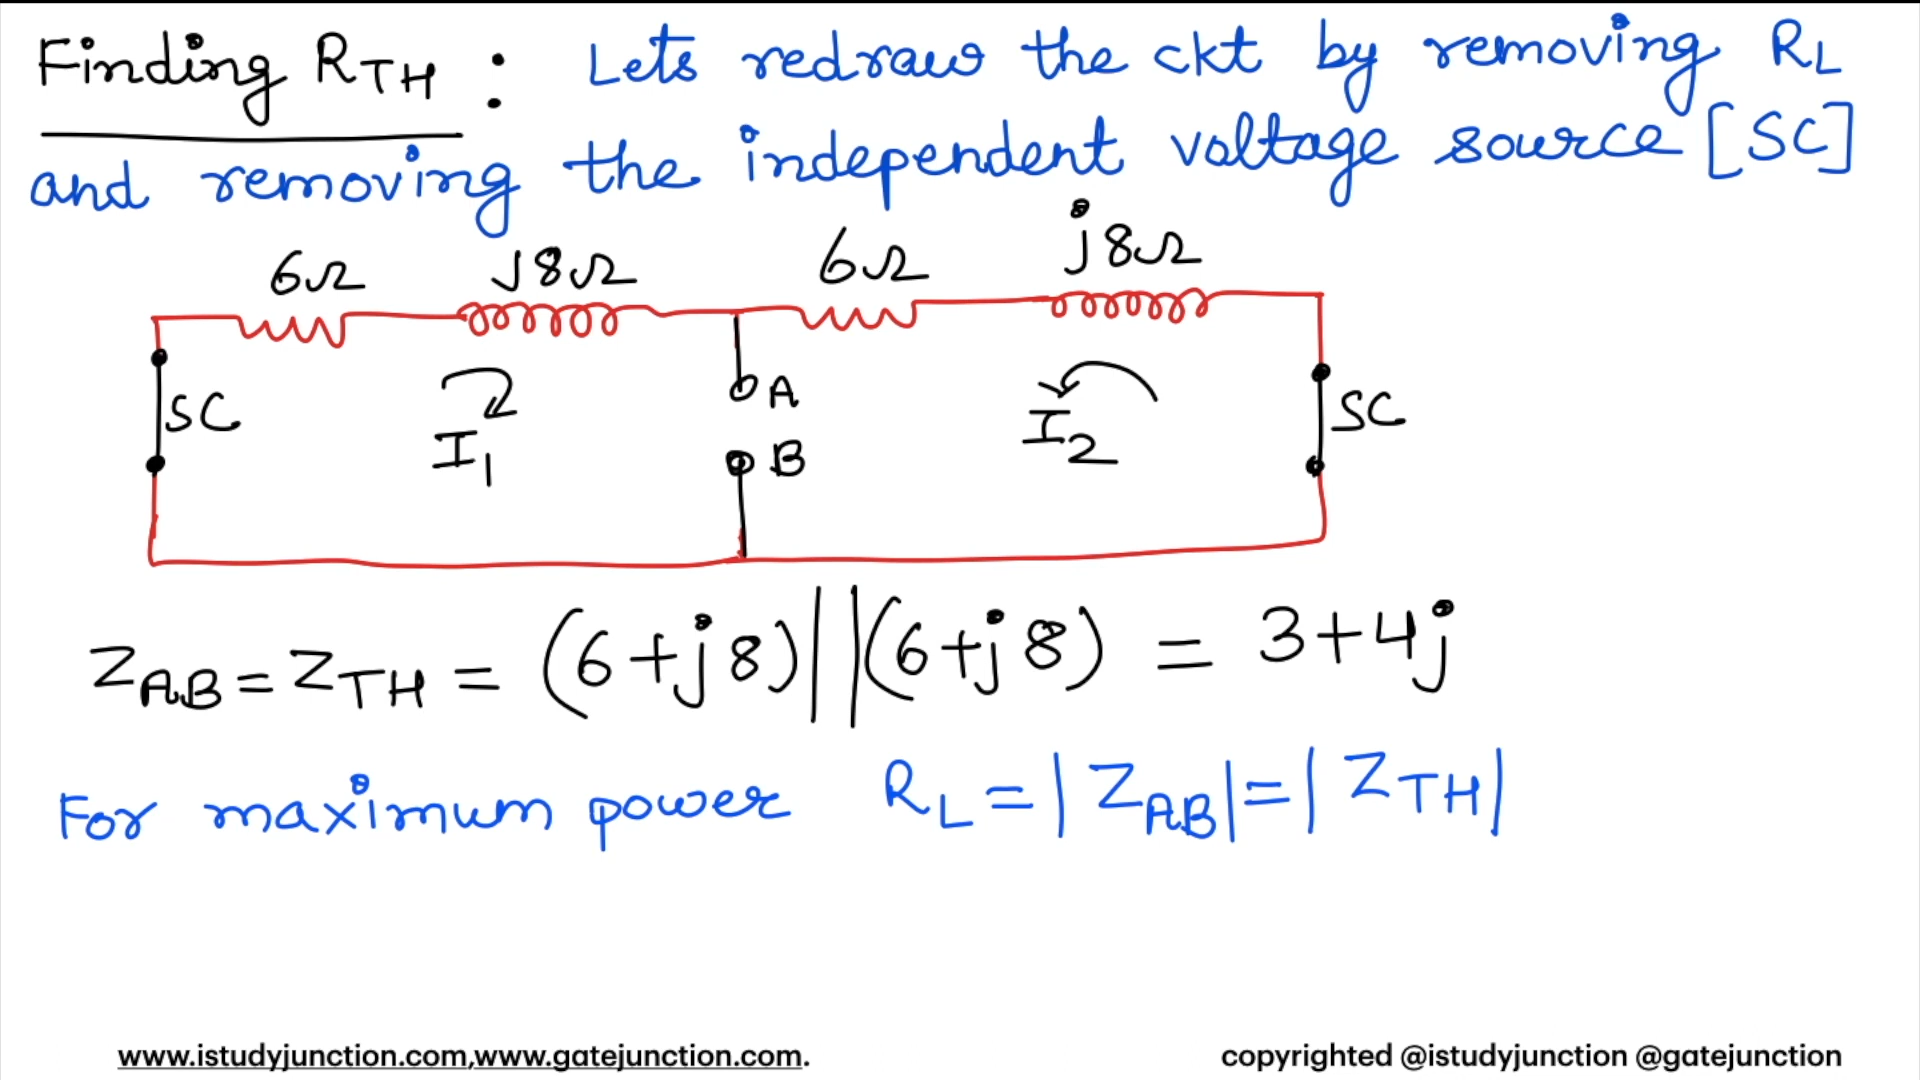 Finding RTH : Lets redraw the ckt by removing RL
and removing the independent voltage source [SC]
6Ω j8Ω 6Ω j8Ω
SC I1 A B I2 SC
ZAB = ZTH = (6+j8)||(6+j8) = 3+4j
For maximum power RL = |ZAB| = |ZTH|
www.istudyjunction.com,www.gatejunction.com. copyrighted @istudyjunction @gatejunction